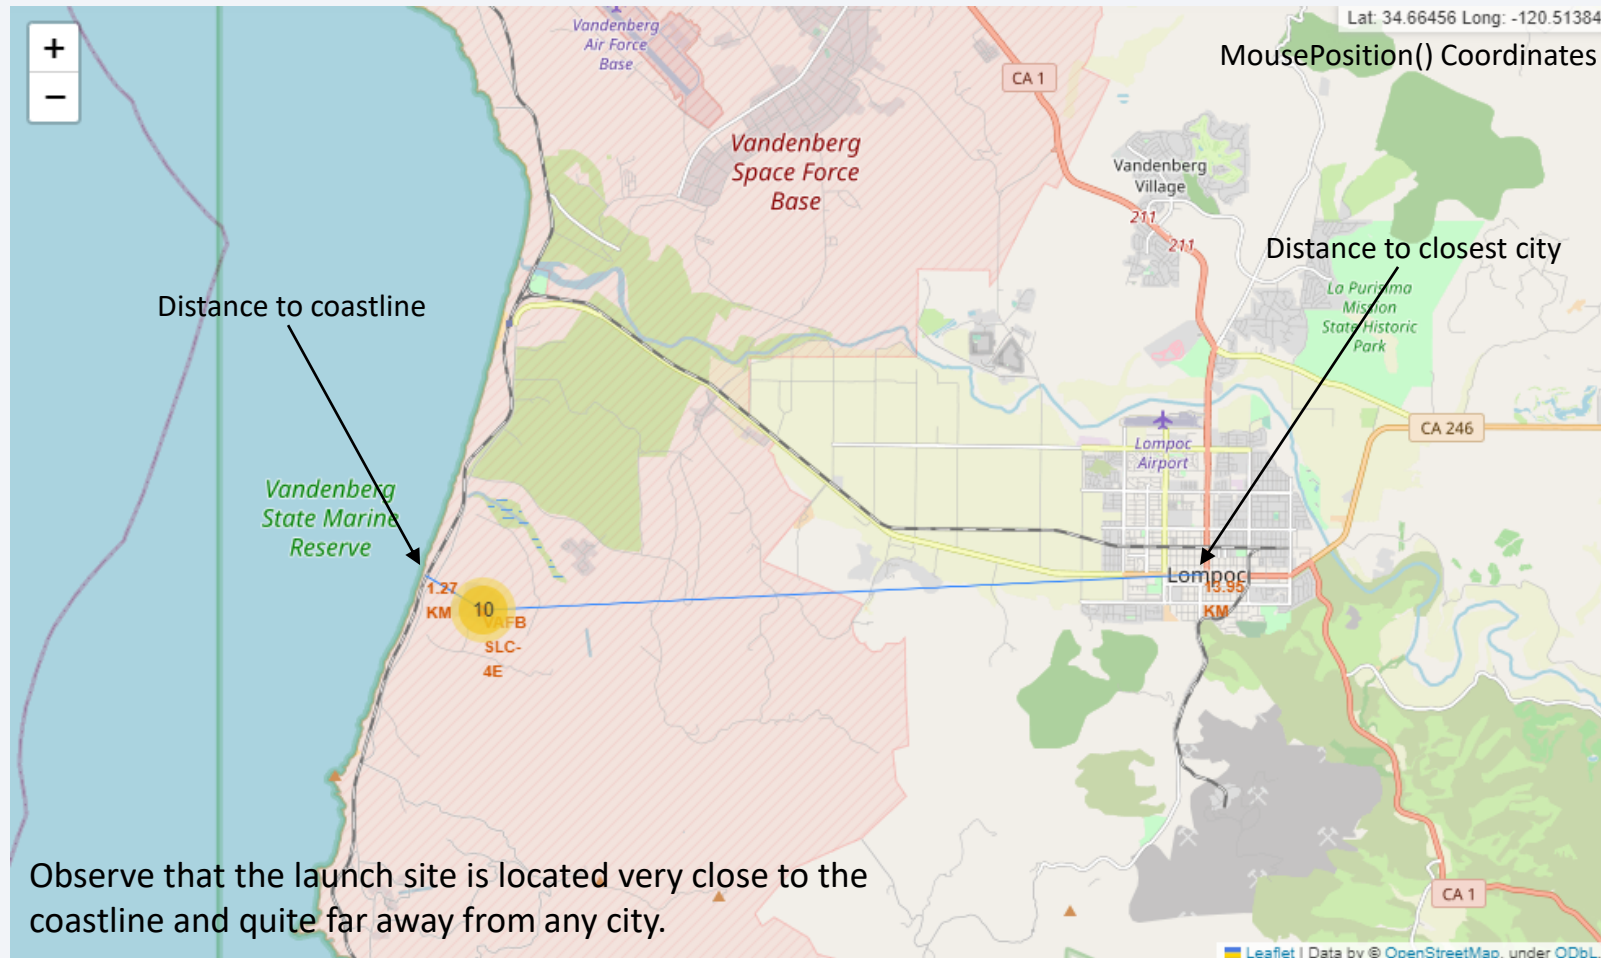 +
−
Vandenberg
Air Force
Base
Lat: 34.66456 Long: -120.51384
MousePosition() Coordinates
CA 1
Vandenberg
Space Force
Base
Vandenberg
Village
211
211
Distance to closest city
Distance to coastline
La Purisima
Mission
State Historic
Park
CA 246
Lompoc
Airport
Vandenberg
State Marine
Reserve
1.27
KM
10
VAFB
SLC-
4E
Lompoc
13.95
KM
Observe that the launch site is located very close to the
coastline and quite far away from any city.
CA 1
Leaflet | Data by © OpenStreetMap, under ODbL.